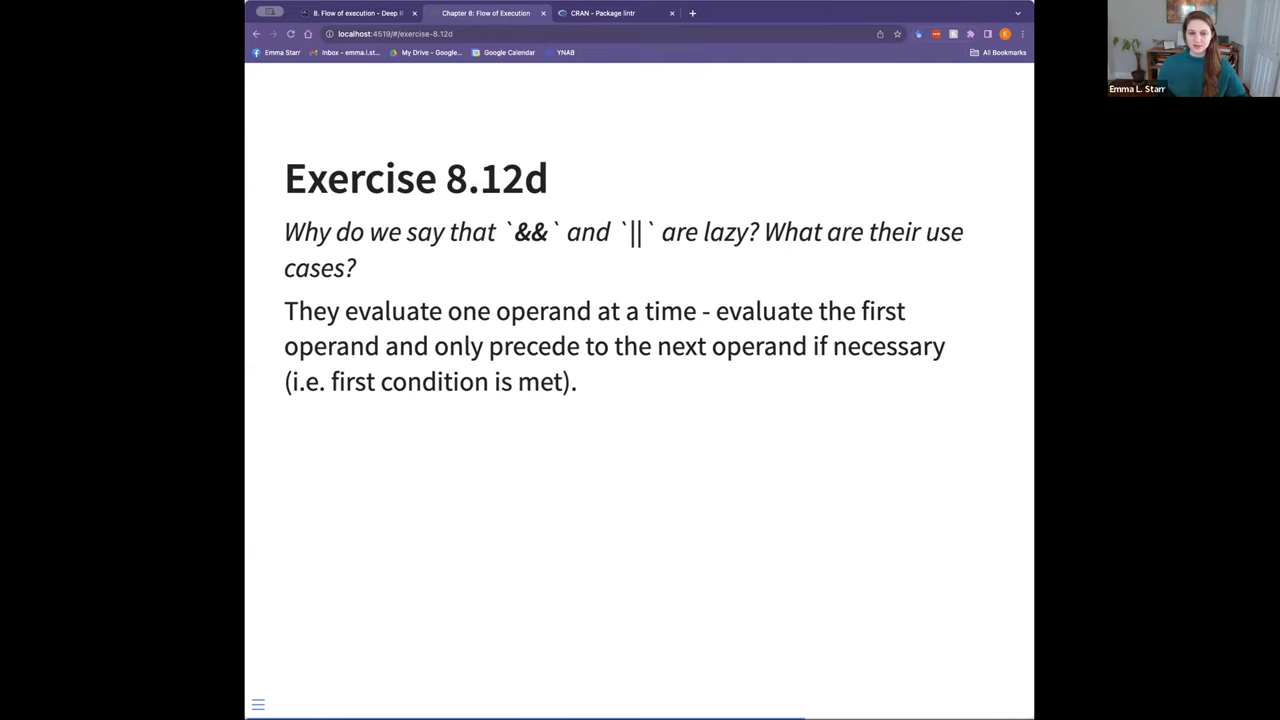 8. Flow of execution - Deep R
Chapter 8: Flow of Execution
CRAN - Package lintr
localhost:4519/#/exercise-8.12d
Emma Starr
Inbox - emma.i.st...
My Drive - Google...
Google Calendar
YNAB
All Bookmarks
Emma L. Starr
Exercise 8.12d
Why do we say that `&&` and `||` are lazy? What are their use
cases?
They evaluate one operand at a time - evaluate the first
operand and only precede to the next operand if necessary
(i.e. first condition is met).